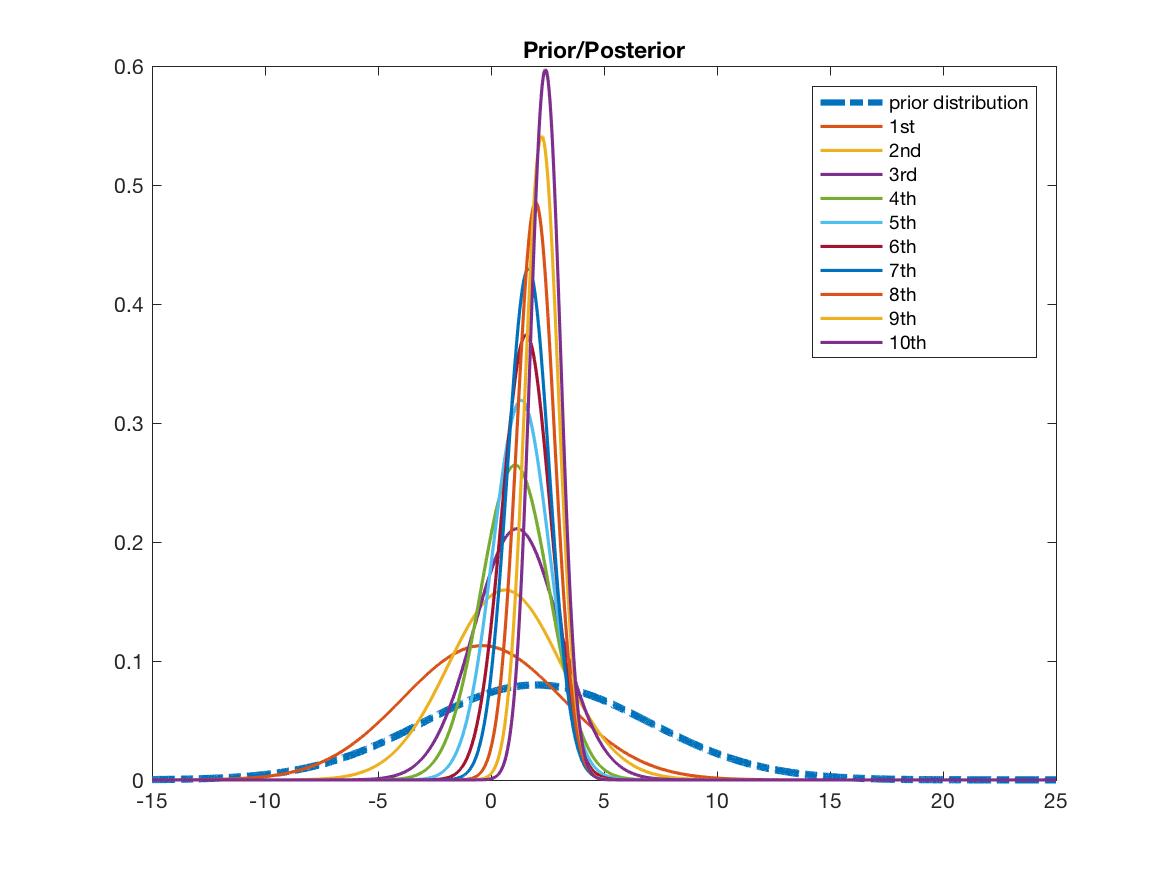 Prior/Posterior
0.6
0.5
0.4
0.3
0.2
0.1
0
-15 -10 -5 0 5 10 15 20 25
prior distribution
1st
2nd
3rd
4th
5th
6th
7th
8th
9th
10th